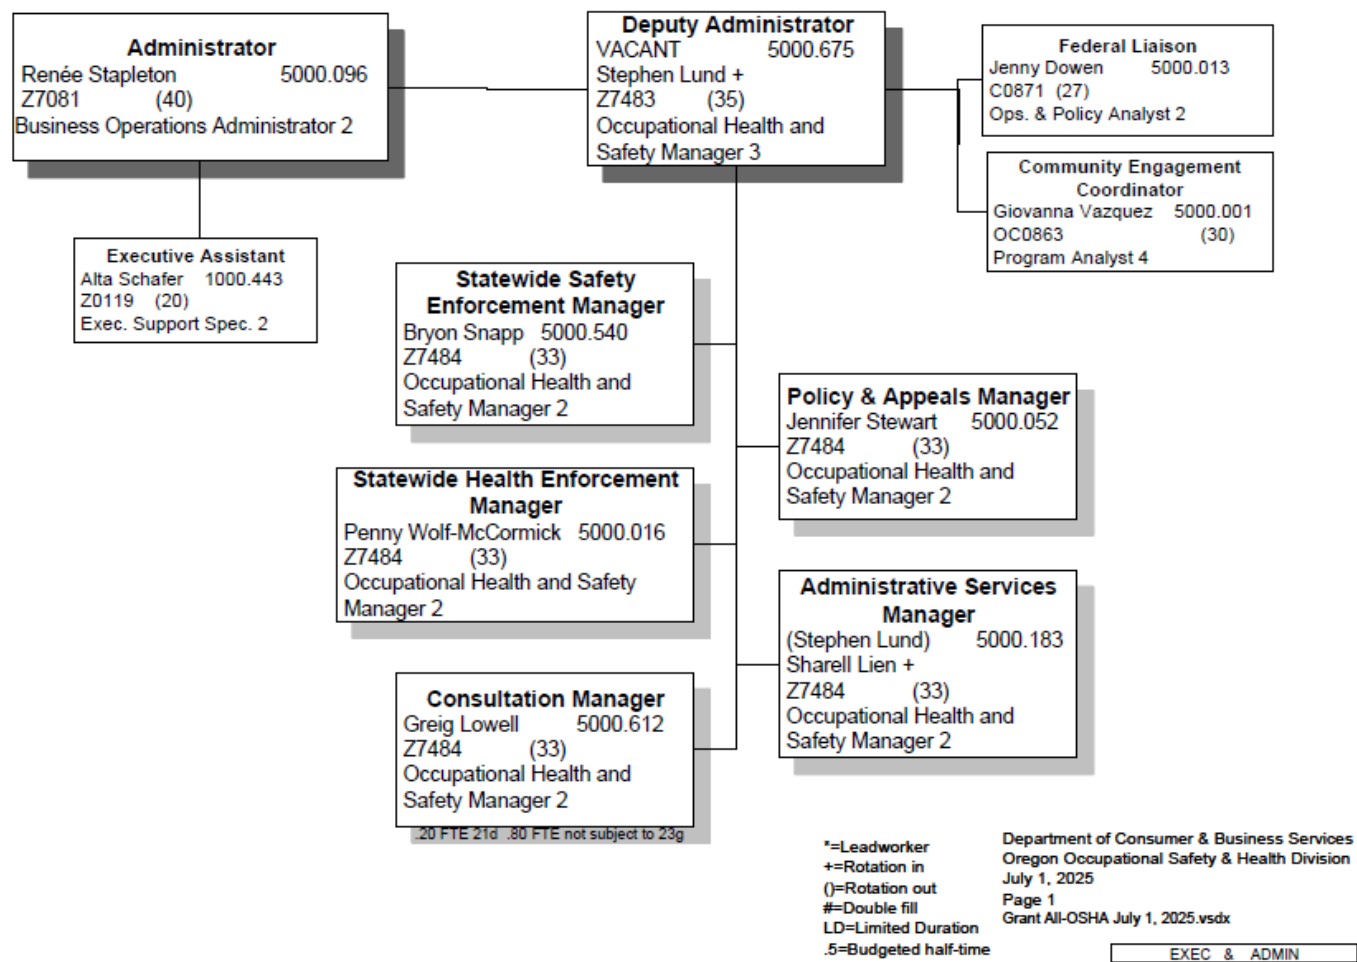 Administrator
Renée Stapleton 5000.096
Z7081 (40)
Business Operations Administrator 2
Deputy Administrator
VACANT 5000.675
Stephen Lund +
Z7483 (35)
Occupational Health and
Safety Manager 3
Federal Liaison
Jenny Dowen 5000.013
C0871 (27)
Ops. & Policy Analyst 2
Community Engagement
Coordinator
Giovanna Vazquez 5000.001
OC0863 (30)
Program Analyst 4
Executive Assistant
Alta Schafer 1000.443
Z0119 (20)
Exec. Support Spec. 2
Statewide Safety
Enforcement Manager
Bryon Snapp 5000.540
Z7484 (33)
Occupational Health and
Safety Manager 2
Policy & Appeals Manager
Jennifer Stewart 5000.052
Z7484 (33)
Occupational Health and
Safety Manager 2
Statewide Health Enforcement
Manager
Penny Wolf-McCormick 5000.016
Z7484 (33)
Occupational Health and Safety
Manager 2
Administrative Services
Manager
(Stephen Lund) 5000.183
Sharell Lien +
Z7484 (33)
Occupational Health and
Safety Manager 2
Consultation Manager
Greig Lowell 5000.612
Z7484 (33)
Occupational Health and
Safety Manager 2
.20 FTE 21d .80 FTE not subject to 23g
*=Leadworker
+=Rotation in
()=Rotation out
#=Double fill
LD=Limited Duration
.5=Budgeted half-time
Department of Consumer & Business Services
Oregon Occupational Safety & Health Division
July 1, 2025
Page 1
Grant All-OSHA July 1, 2025.vsdx
EXEC & ADMIN